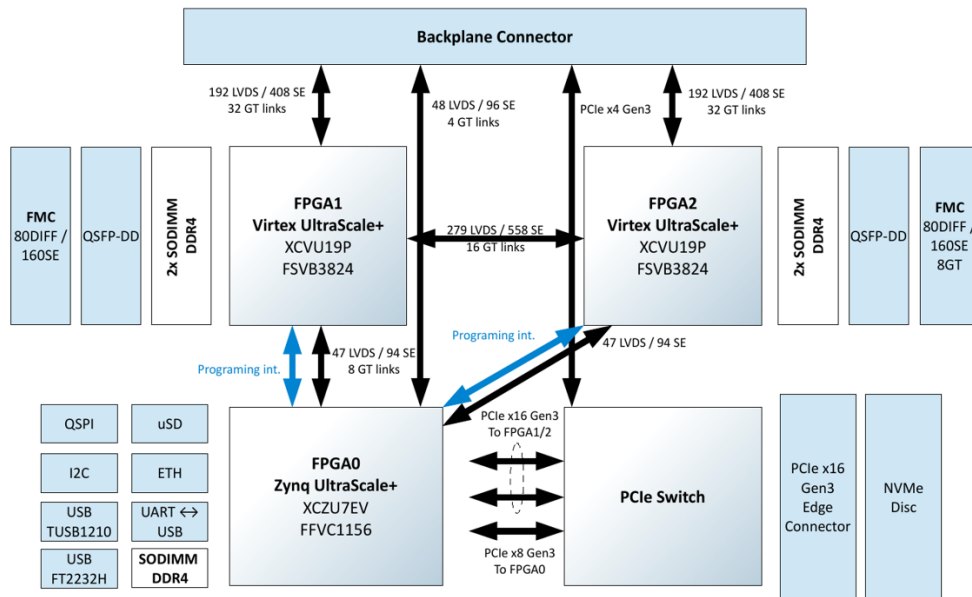 Backplane Connector
192 LVDS / 408 SE
32 GT links
48 LVDS / 96 SE
4 GT links
PCIe x4 Gen3
192 LVDS / 408 SE
32 GT links
FMC
80DIFF /
160SE
QSFP-DD
2x SODIMM
DDR4
FPGA1
Virtex UltraScale+
XCVU19P
FSVB3824
279 LVDS / 558 SE
16 GT links
FPGA2
Virtex UltraScale+
XCVU19P
FSVB3824
2x SODIMM
DDR4
QSFP-DD
FMC
80DIFF /
160SE
8GT
Programing int.
47 LVDS / 94 SE
8 GT links
Programing int.
47 LVDS / 94 SE
QSPI
uSD
I2C
ETH
USB
TUSB1210
UART ↔
USB
USB
FT2232H
SODIMM
DDR4
FPGA0
Zynq UltraScale+
XCZU7EV
FFVC1156
PCIe x16 Gen3
To FPGA1/2
PCIe x8 Gen3
To FPGA0
PCIe Switch
PCIe x16
Gen3
Edge
Connector
NVMe
Disc